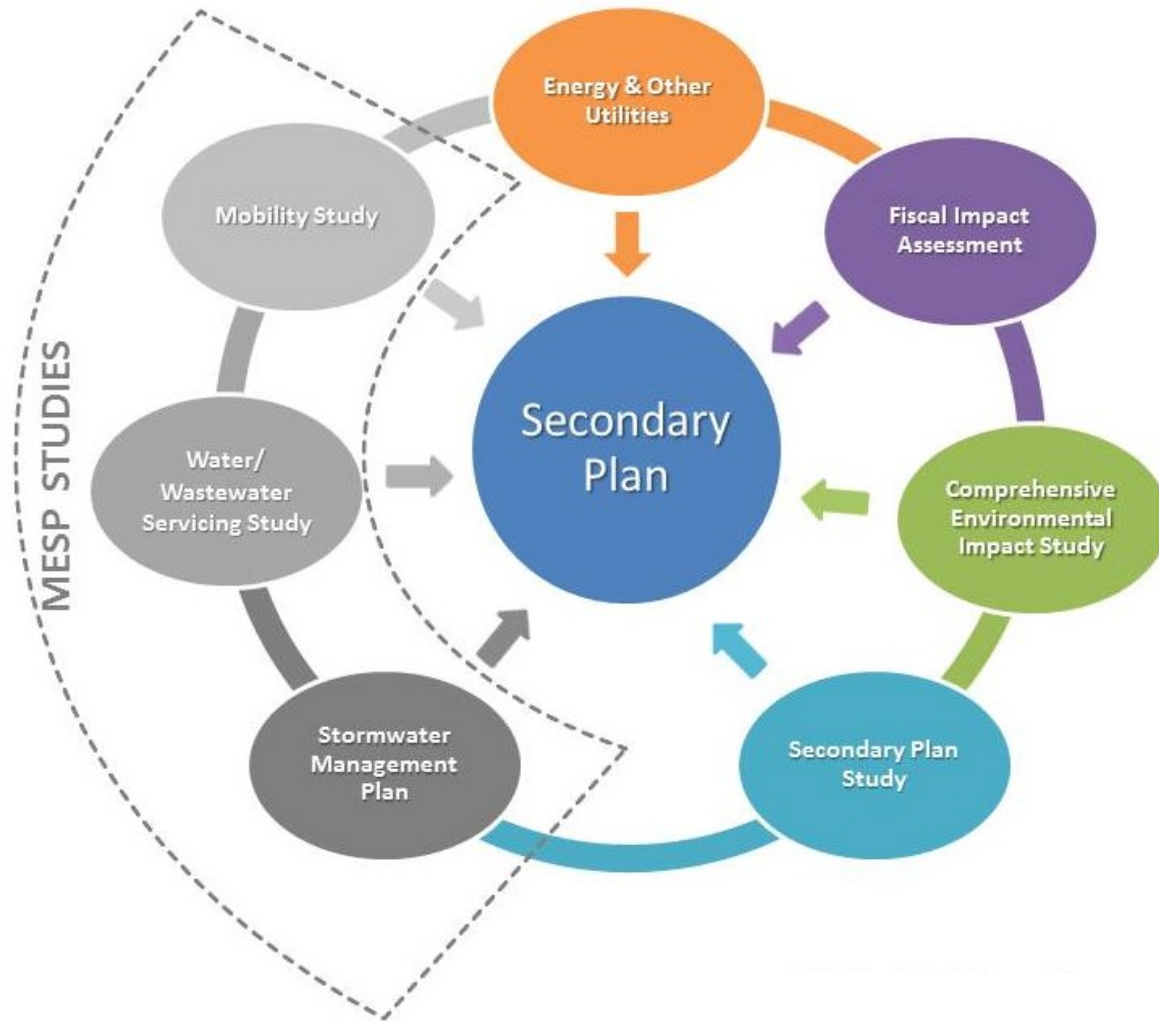 Energy & Other
Utilities
Mobility Study
Fiscal Impact
Assessment
MESP STUDIES
Secondary
Plan
Water/
Wastewater
Servicing Study
Comprehensive
Environmental
Impact Study
Stormwater
Management
Plan
Secondary Plan
Study